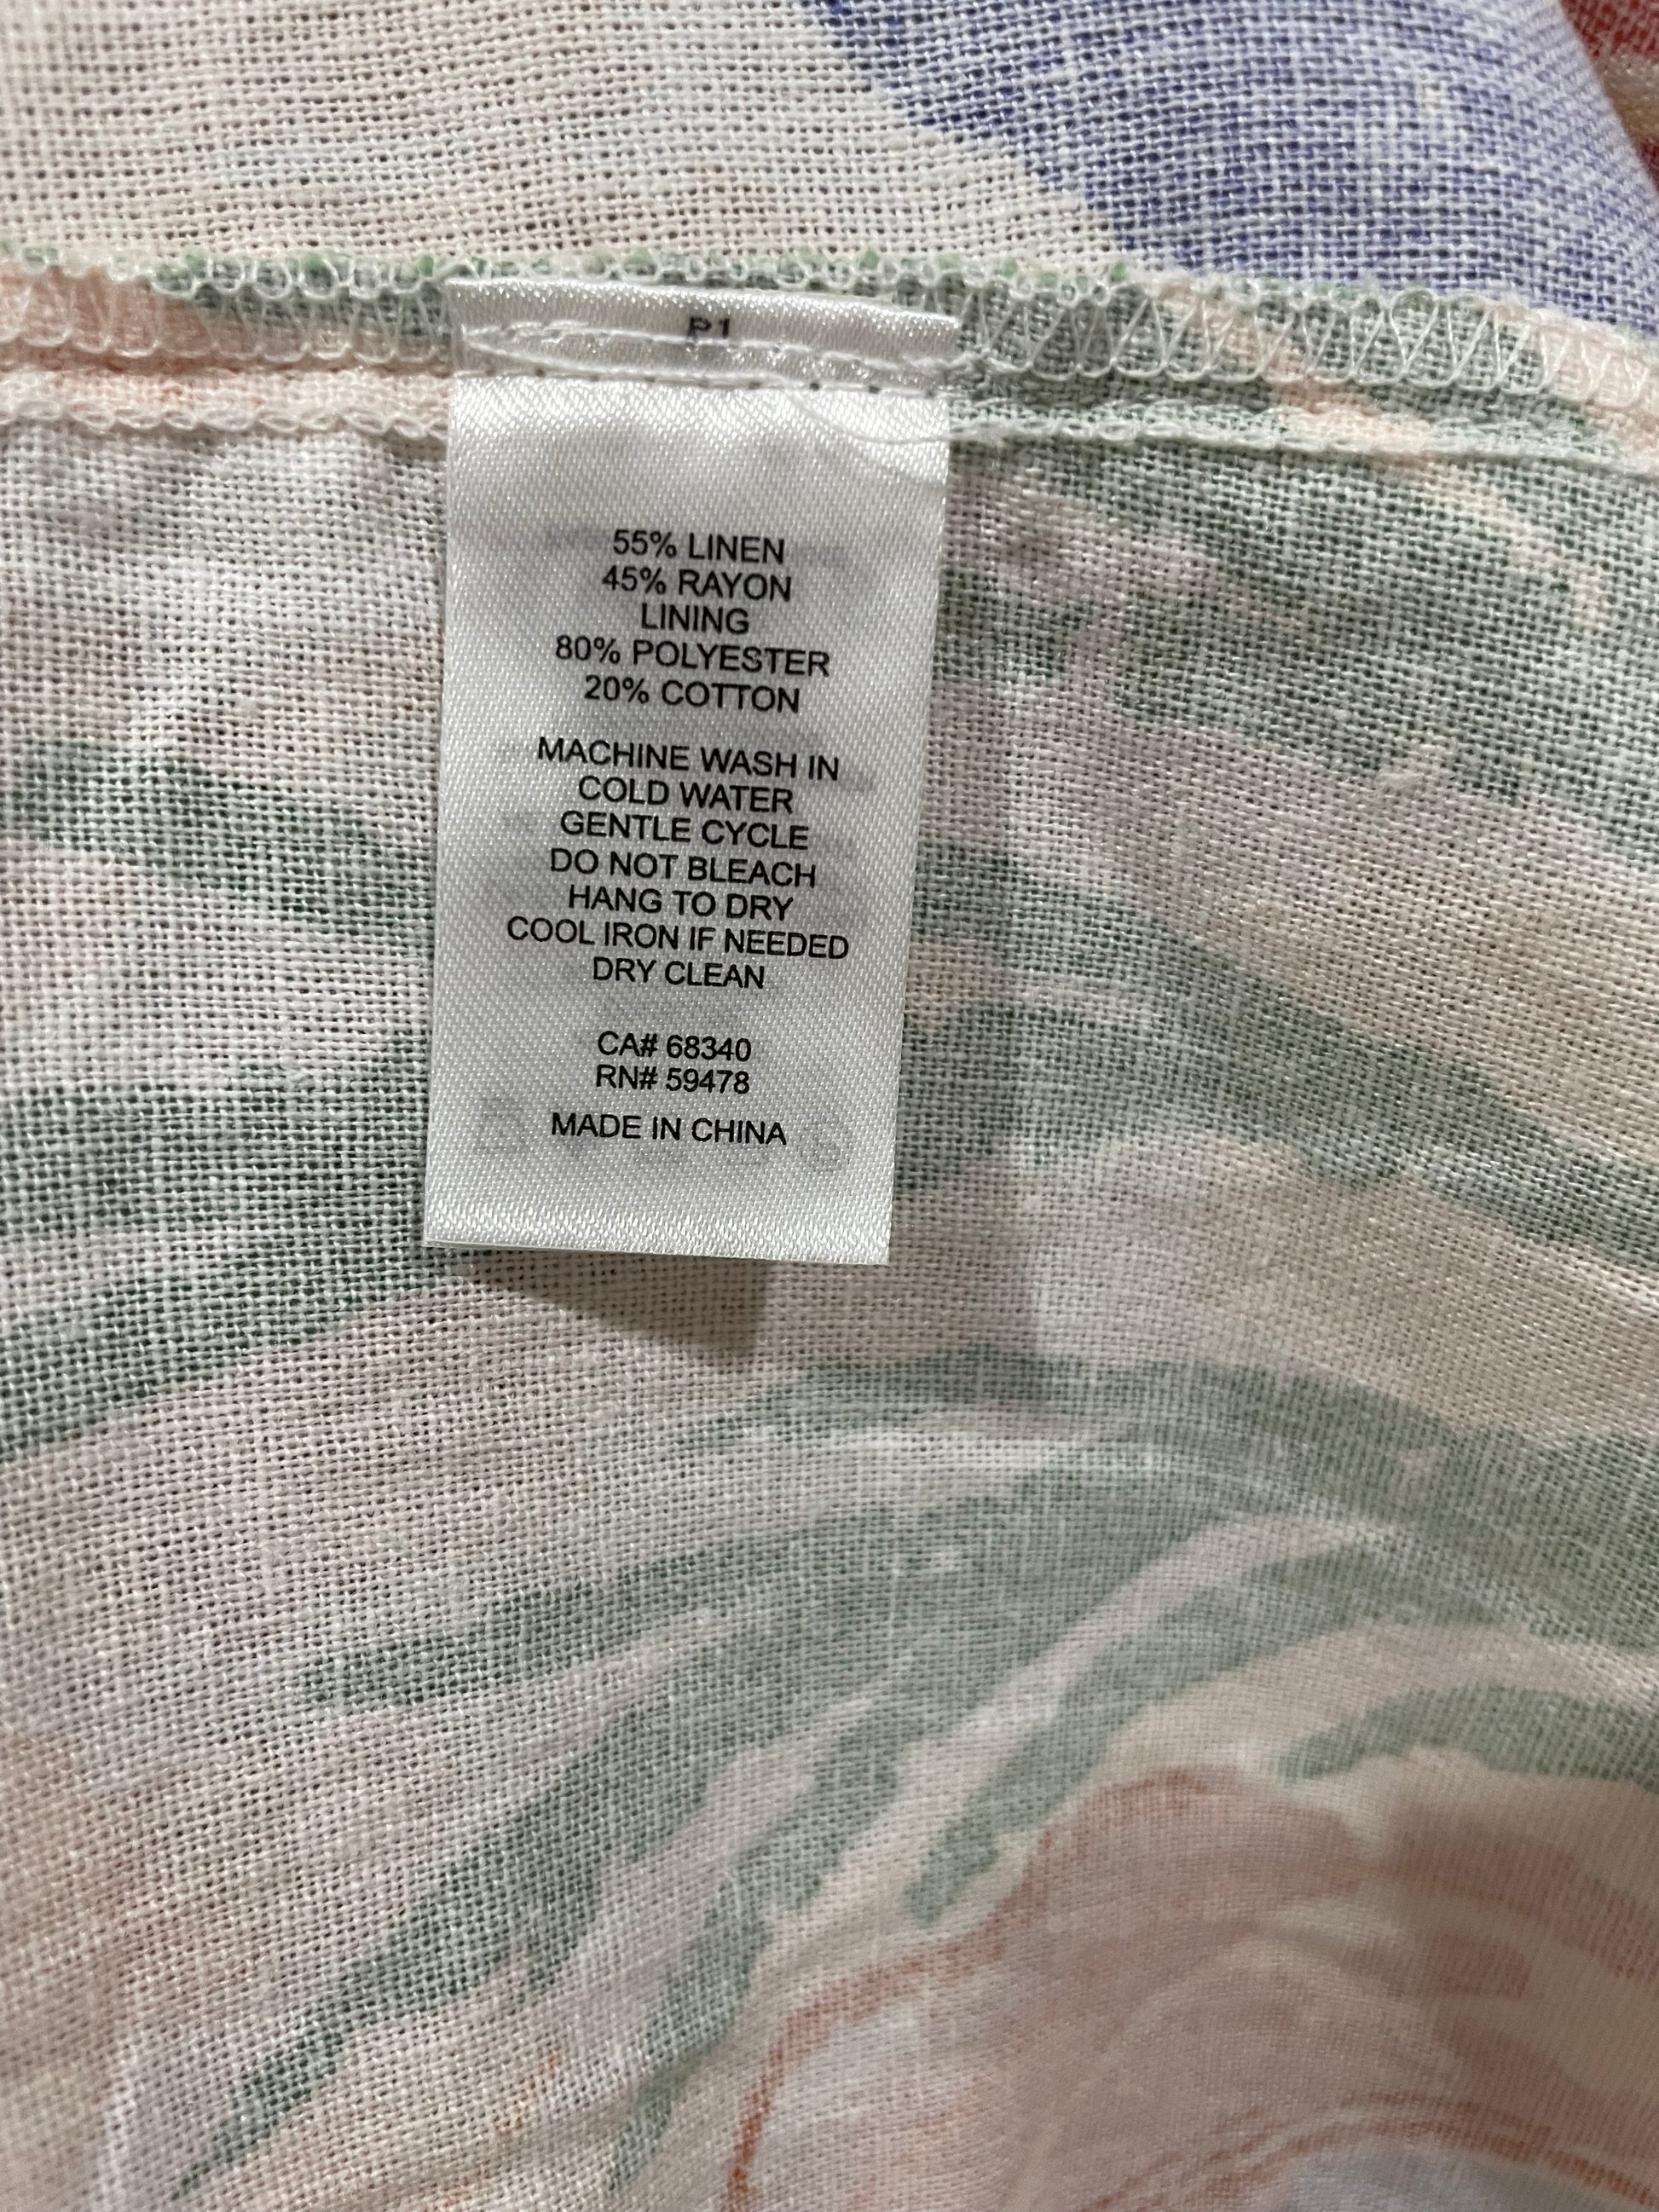 P1
55% LINEN
45% RAYON
LINING
80% POLYESTER
20% COTTON
MACHINE WASH IN
COLD WATER
GENTLE CYCLE
DO NOT BLEACH
HANG TO DRY
COOL IRON IF NEEDED
DRY CLEAN
CA# 68340
RN# 59478
MADE IN CHINA